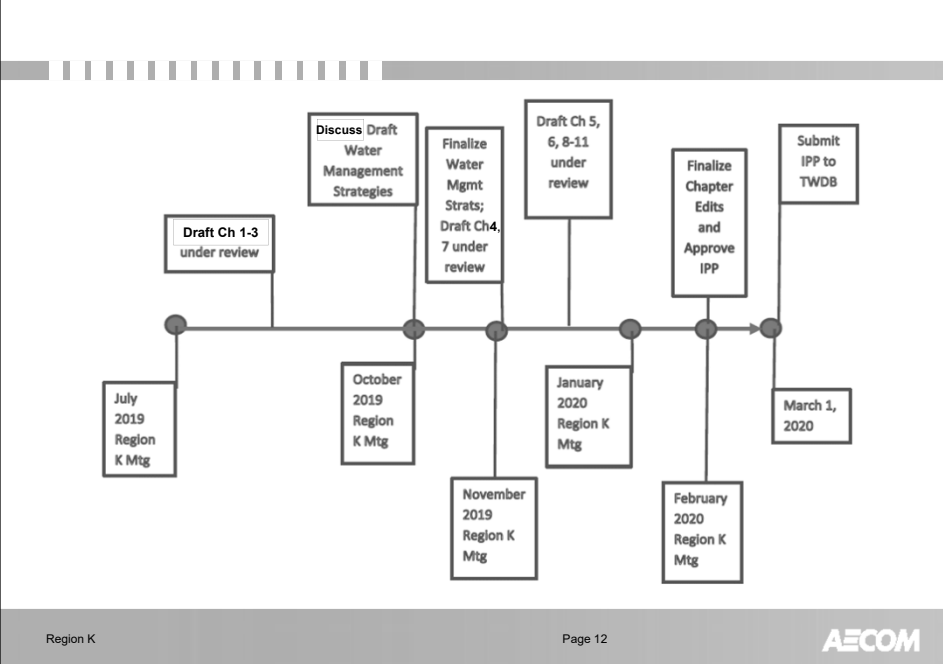 Discuss Draft
Water
Management
Strategies
Finalize
Water
Mgmt
Strats;
Draft Ch4,
7 under
review
Draft Ch 5,
6, 8-11
under
review
Finalize
Chapter
Edits
and
Approve
IPP
Submit
IPP to
TWDB
Draft Ch 1-3
under review
July
2019
Region
K Mtg
October
2019
Region
K Mtg
November
2019
Region K
Mtg
January
2020
Region K
Mtg
February
2020
Region K
Mtg
March 1,
2020
Region K
Page 12
AECOM